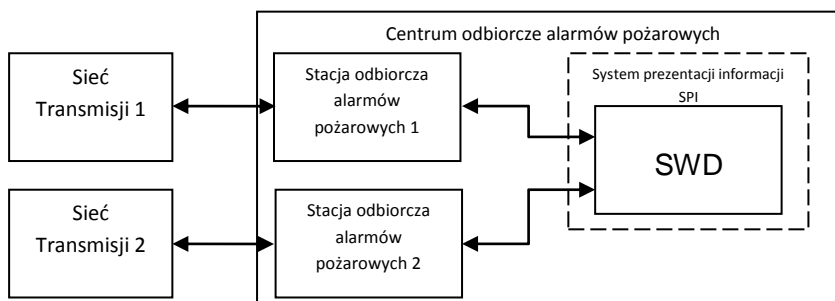 Centrum odbiorcze alarmów pożarowych
Sieć
Transmisji 1
Stacja odbiorcza
alarmów
pożarowych 1
System prezentacji informacji
SPI
SWD
Sieć
Transmisji 2
Stacja odbiorcza
alarmów
pożarowych 2